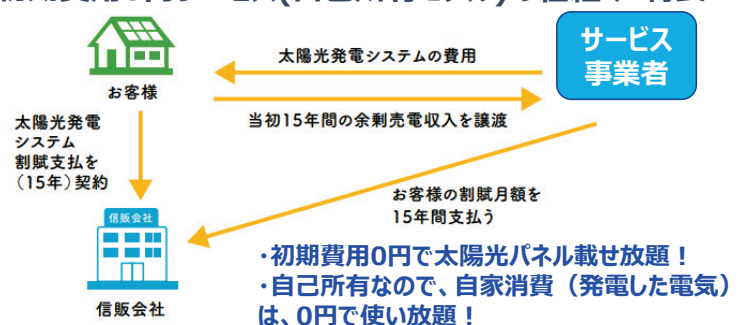 サービス
事業者
太陽光発電システムの費用
お客様
当初15年間の余剰売電収入を譲渡
太陽光発電
システム
割賦支払を
（15年）契約
お客様の割賦月額を
15年間支払う
信販会社
信販会社
・初期費用0円で太陽光パネル載せ放題！
・自己所有なので、自家消費（発電した電気）
は、0円で使い放題！